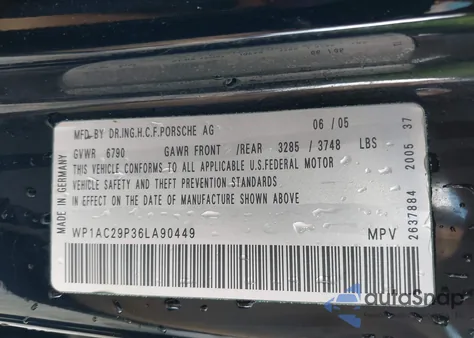 MFD.BY DR.ING.H.C.F.PORSCHE AG 06 / 05
GVWR 6790 GAWR FRONT /REAR 3285 / 3748 LBS
THIS VEHICLE CONFORMS TO ALL APPLICABLE U.S.FEDERAL MOTOR
VEHICLE SAFETY AND THEFT PREVENTION STANDARDS
EFFECTIVE ON THE DATE OF MANUFACTURE SHOWN ABOVE
WP1AC29P36LA90449 MPV
MADE IN GERMANY
2637884 2005 37
autoSnap